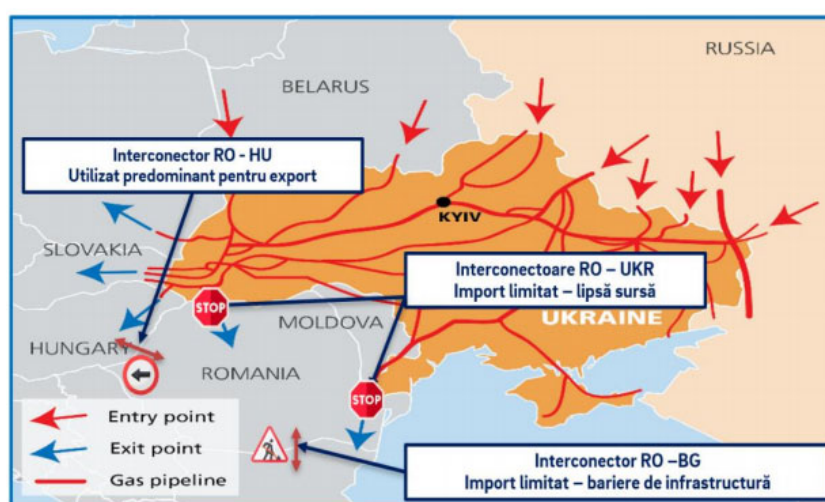 RUSSIA
BELARUS
Interconector RO - HU
Utilizat predominant pentru export
KYIV
SLOVAKIA
Interconectoare RO – UKR
Import limitat – lipsă sursă
STOP
MOLDOVA
UKRAINE
HUNGARY
ROMANIA
STOP
Entry point
Exit point
Gas pipeline
Interconector RO –BG
Import limitat – bariere de infrastructură